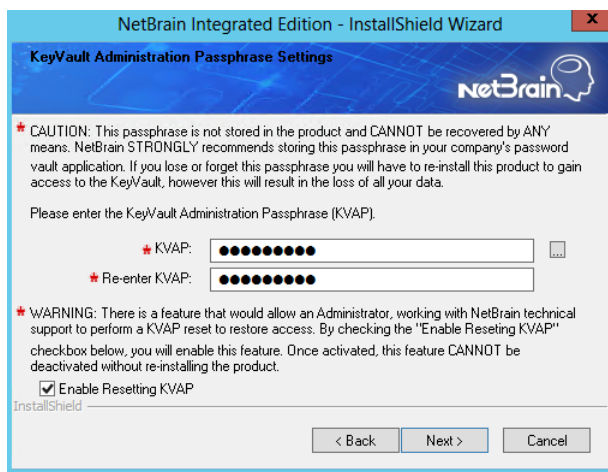 NetBrain Integrated Edition - InstallShield Wizard
x
KeyVault Administration Passphrase Settings
NetBrain
* CAUTION: This passphrase is not stored in the product and CANNOT be recovered by ANY
means. NetBrain STRONGLY recommends storing this passphrase in your company's password
vault application. If you lose or forget this passphrase you will have to re-install this product to gain
access to the KeyVault, however this will result in the loss of all your data.
Please enter the KeyVault Administration Passphrase (KVAP).
* KVAP: ●●●●●●●●● ...
* Re-enter KVAP: ●●●●●●●●●
* WARNING: There is a feature that would allow an Administrator, working with NetBrain technical
support to perform a KVAP reset to restore access. By checking the "Enable Reseting KVAP"
checkbox below, you will enable this feature. Once activated, this feature CANNOT be
deactivated without re-installing the product.
Enable Resetting KVAP
InstallShield
< Back Next > Cancel